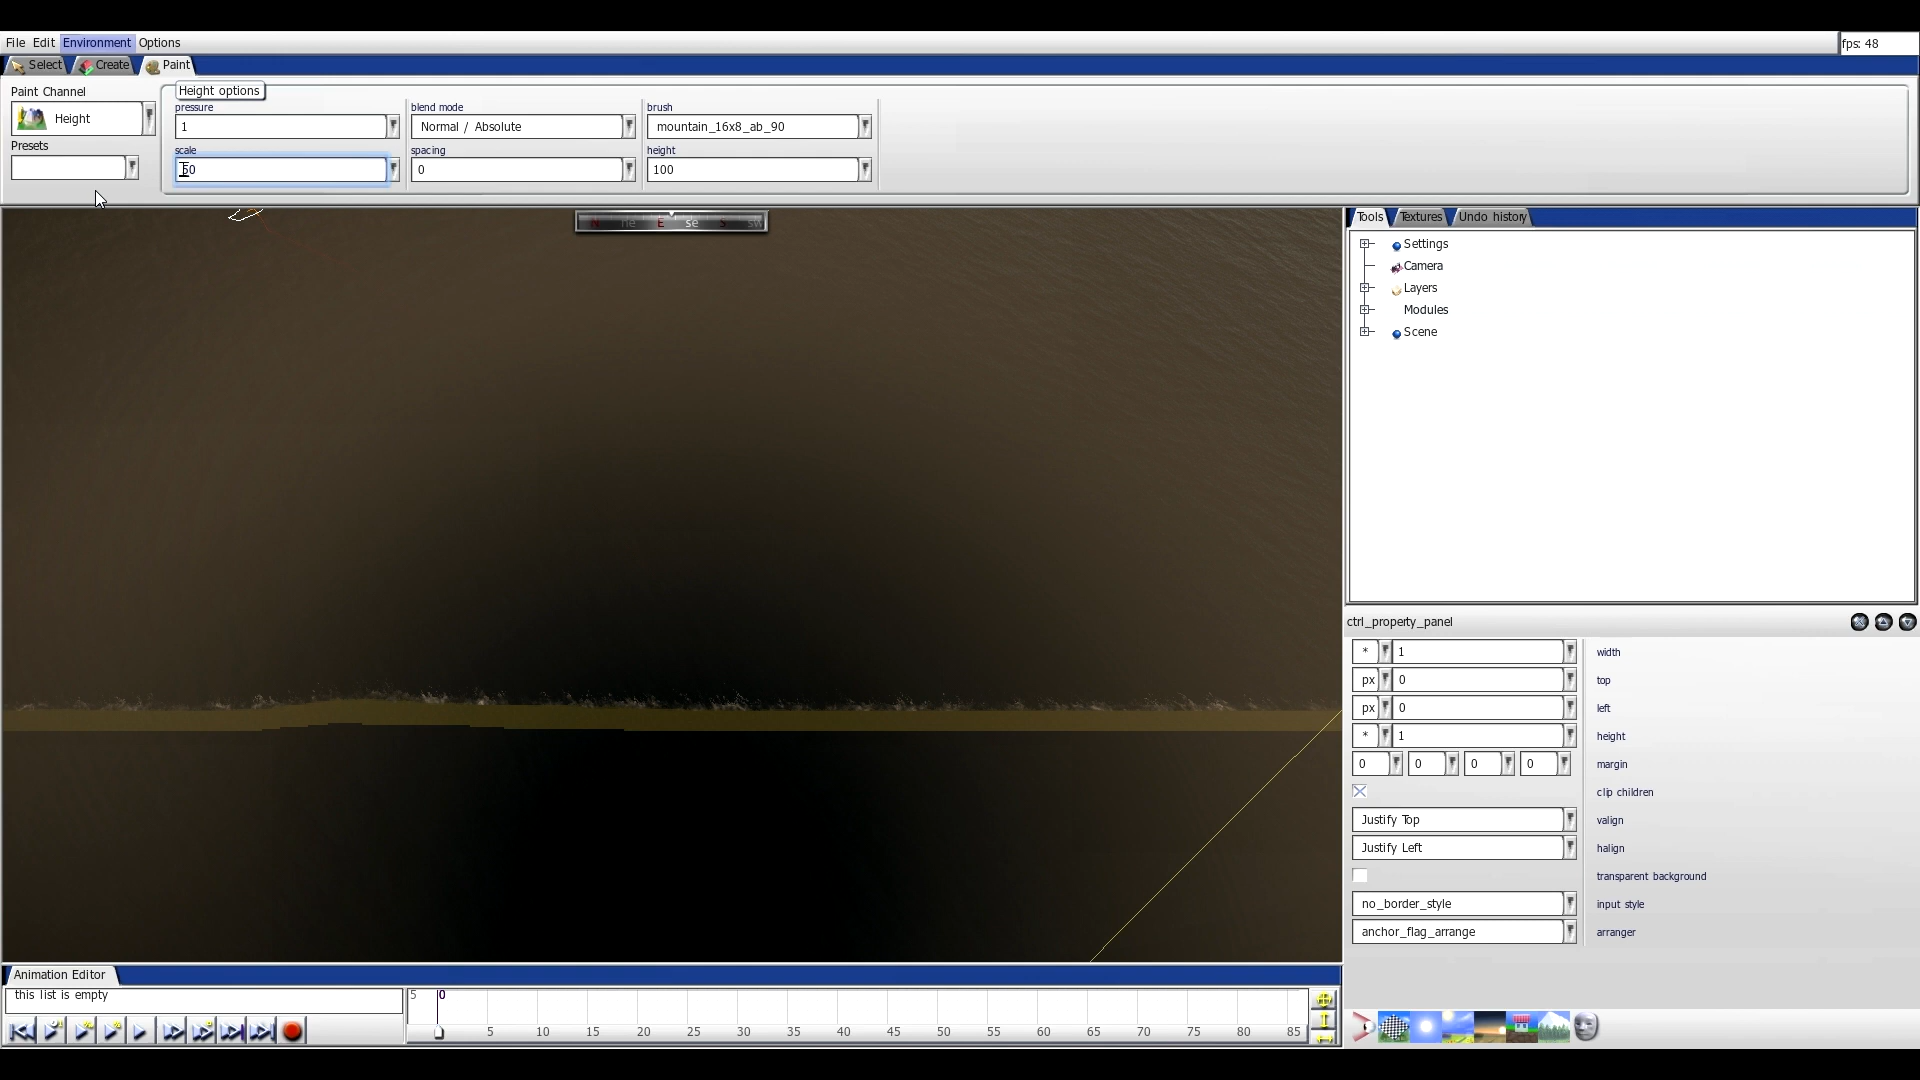 File Edit Environment Options
fps: 48
Select Create Paint
Paint Channel
Height options
pressure blend mode brush
Height
1 Normal / Absolute mountain_16x8_ab_90
Presets
scale spacing height
50 0 100
N ne E se S sw
Tools Textures Undo history
Settings
Camera
Layers
Modules
Scene
ctrl_property_panel
* 1 width
px 0 top
px 0 left
* 1 height
0 0 0 0 margin
clip children
Justify Top valign
Justify Left halign
transparent background
no_border_style input style
anchor_flag_arrange arranger
Animation Editor
this list is empty
5 0
5 10 15 20 25 30 35 40 45 50 55 60 65 70 75 80 85